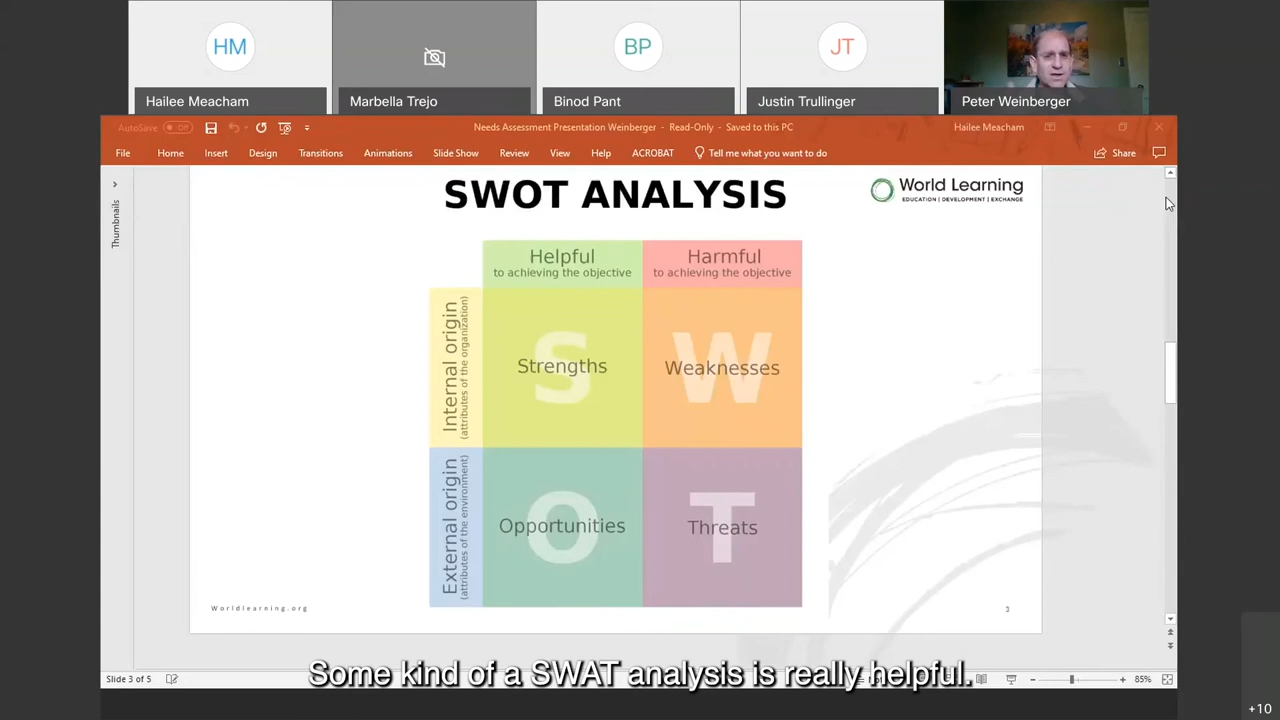 HM
BP
JT
Hailee Meacham
Marbella Trejo
Binod Pant
Justin Trullinger
Peter Weinberger
AutoSave Off
Needs Assessment Presentation Weinberger - Read-Only - Saved to this PC
Hailee Meacham
File Home Insert Design Transitions Animations Slide Show Review View Help ACROBAT Tell me what you want to do Share
Thumbnails
SWOT ANALYSIS
World Learning
EDUCATION | DEVELOPMENT | EXCHANGE
Helpful
to achieving the objective
Harmful
to achieving the objective
Internal origin
(attributes of the organization)
S
Strengths
W
Weaknesses
External origin
(attributes of the environment)
O
Opportunities
T
Threats
Worldlearning.org
3
Some kind of a SWAT analysis is really helpful.
Slide 3 of 5
85%
+10